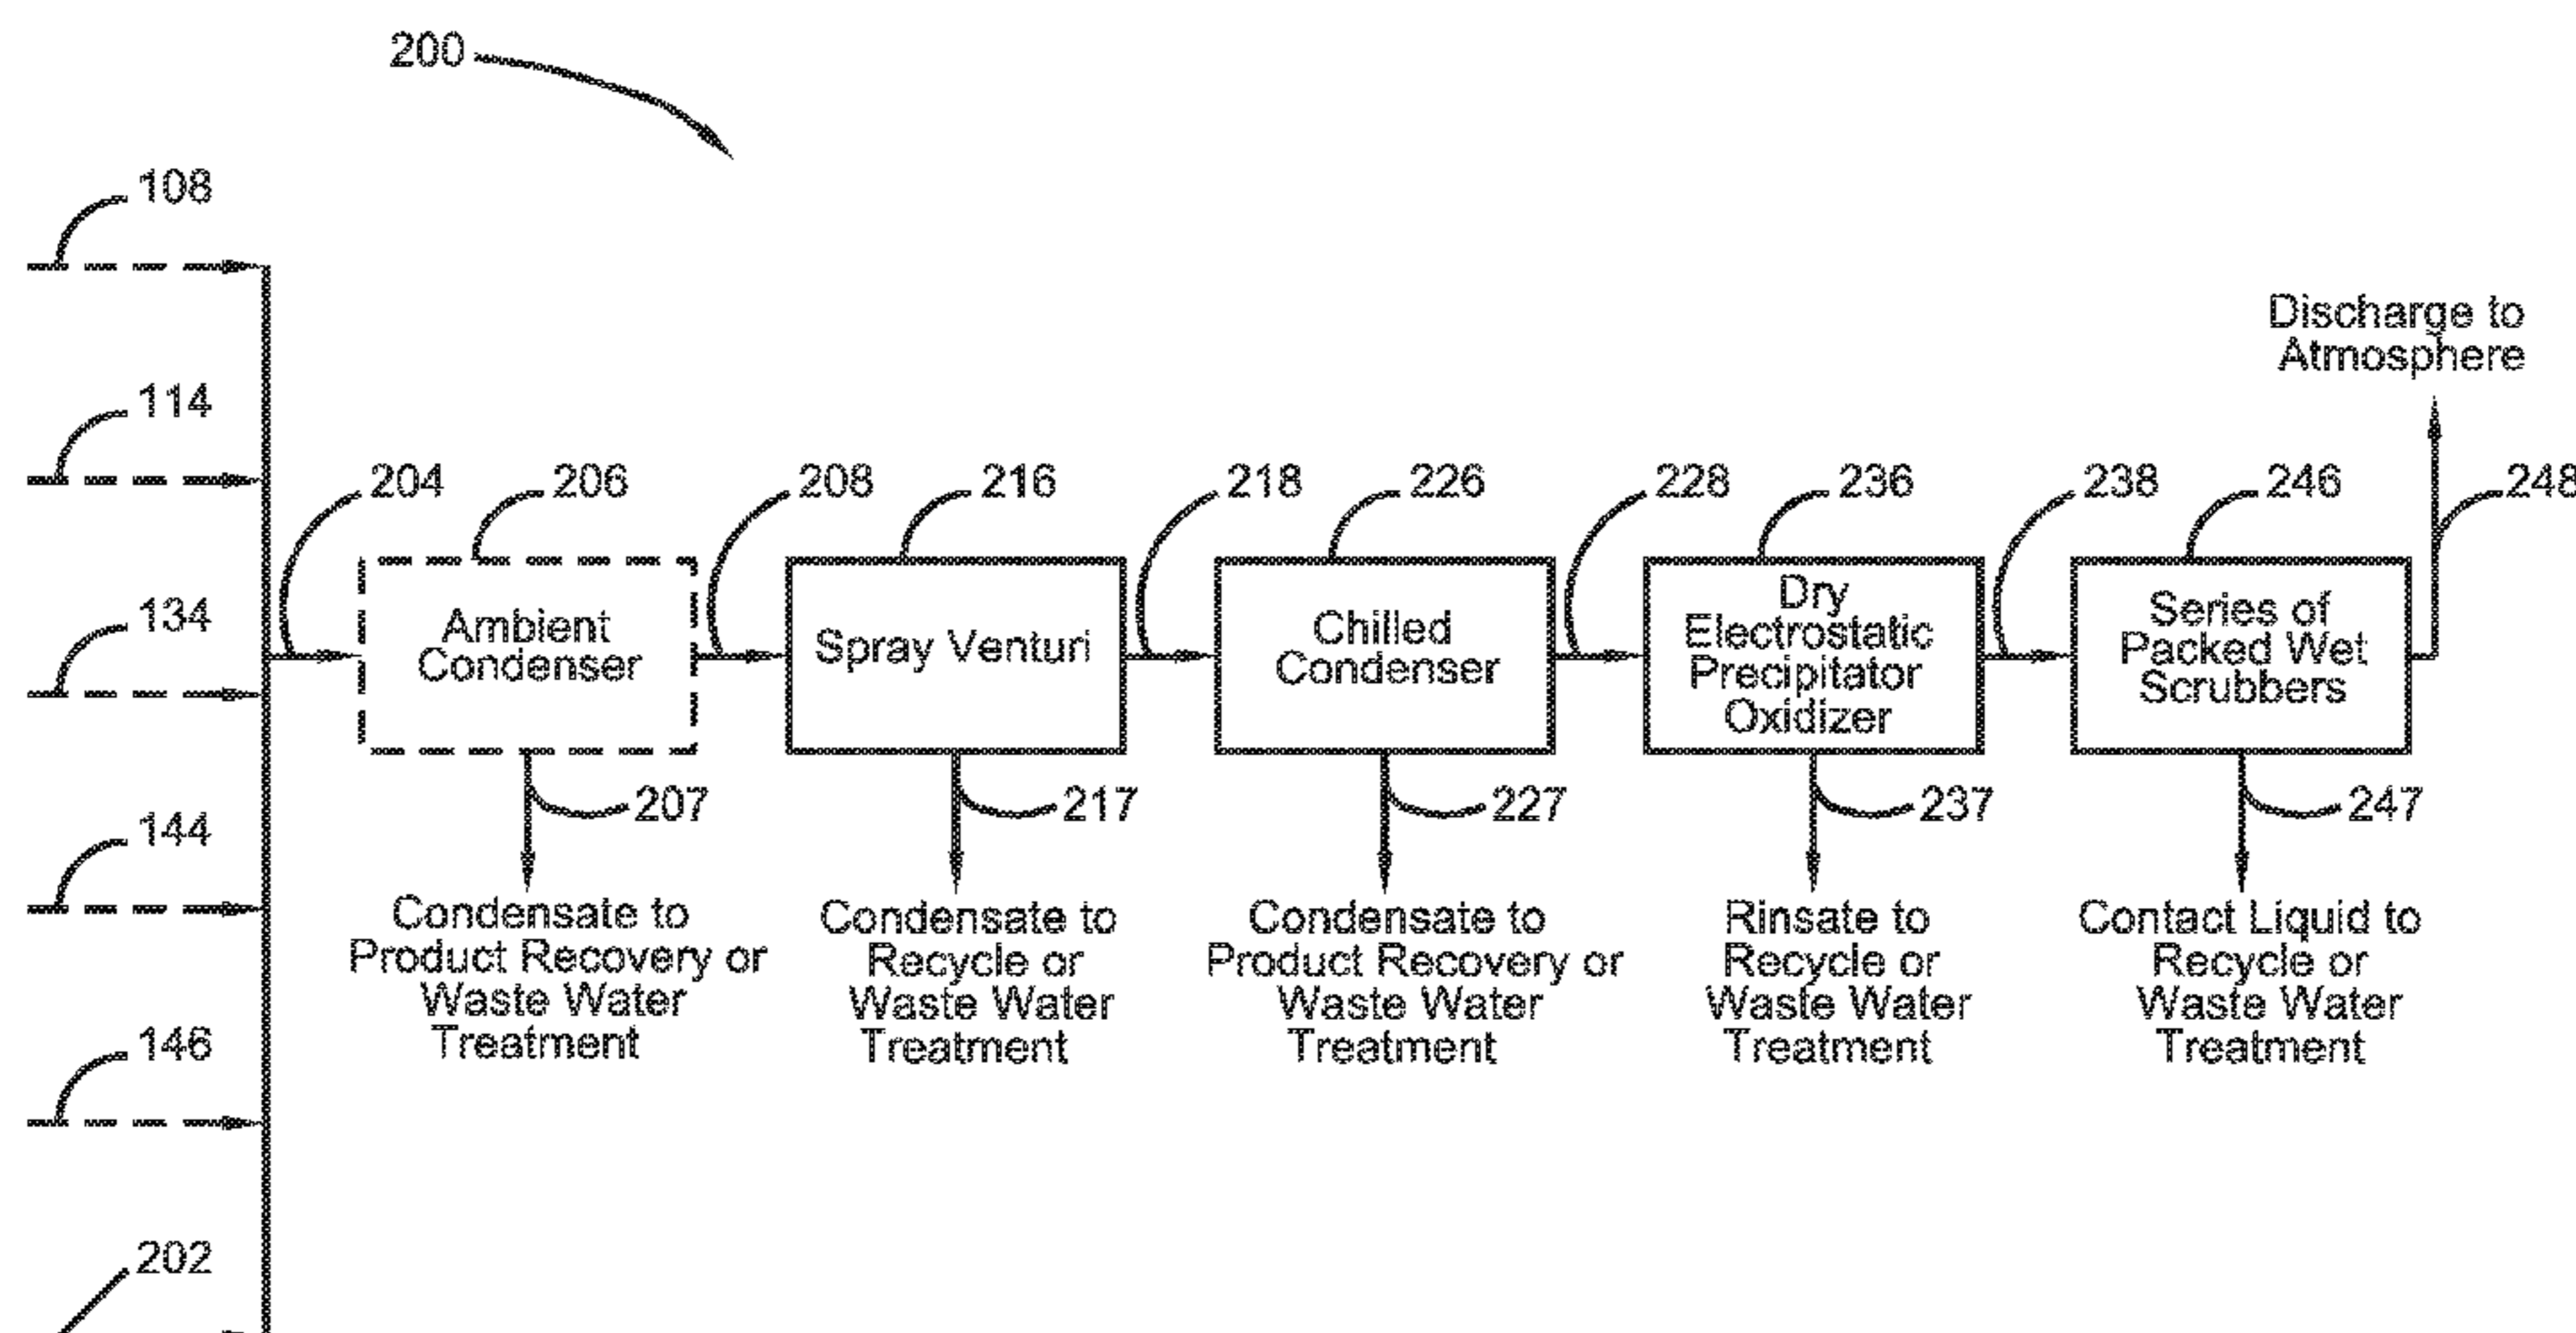 200
108
114
134
144
146
202
204
206
208
216
218
226
228
236
238
246
248
Ambient
Condenser
Spray Venturi
Chilled
Condenser
Dry
Electrostatic
Precipitator
Oxidizer
Series of
Packed Wet
Scrubbers
Discharge to
Atmosphere
207
217
227
237
247
Condensate to
Product Recovery or
Waste Water
Treatment
Condensate to
Recycle or
Waste Water
Treatment
Condensate to
Product Recovery or
Waste Water
Treatment
Rinsate to
Recycle or
Waste Water
Treatment
Contact Liquid to
Recycle or
Waste Water
Treatment